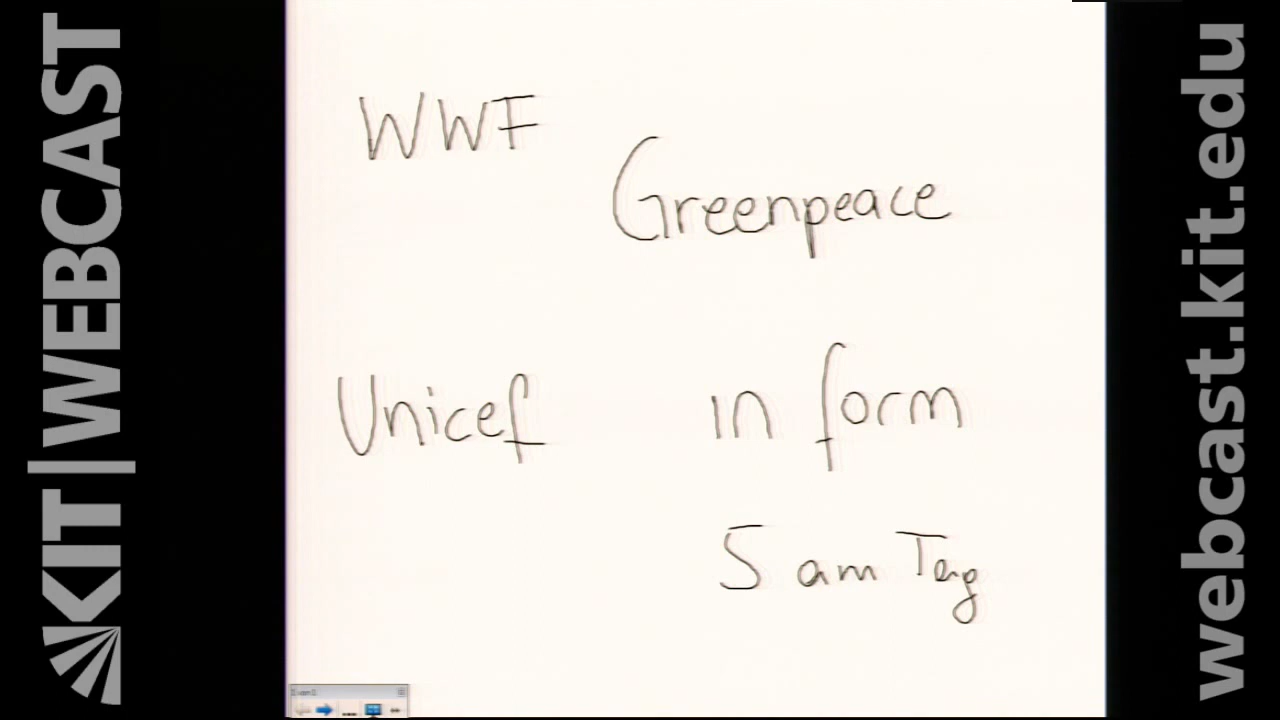 KIT|WEBCAST
WWF
Greenpeace
Unicef
in form
5 am Tag
webcast.kit.edu